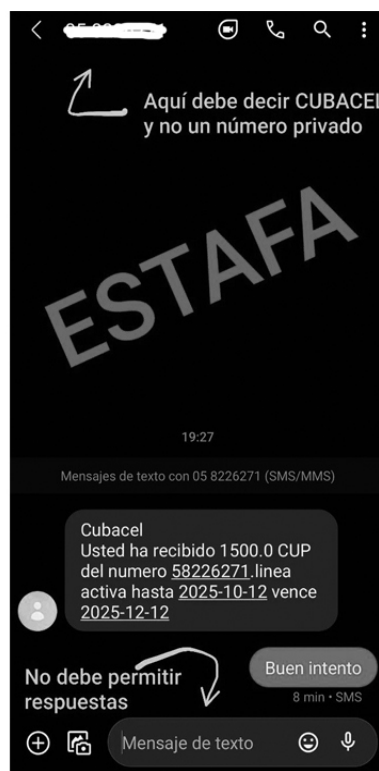 Aquí debe decir CUBACEL
y no un número privado
ESTAFA
19:27
Mensajes de texto con 05 8226271 (SMS/MMS)
Cubacel
Usted ha recibido 1500.0 CUP
del numero 58226271.linea
activa hasta 2025-10-12 vence
2025-12-12
Buen intento
8 min • SMS
No debe permitir
respuestas
Mensaje de texto